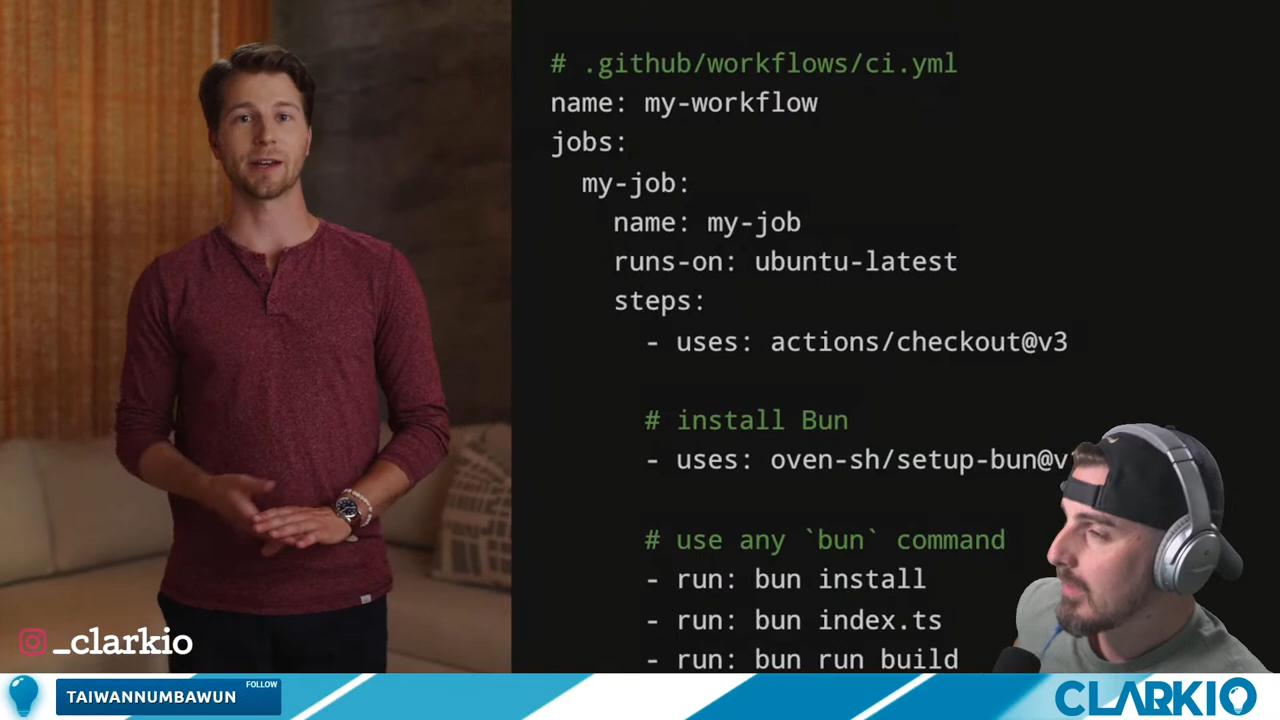 # .github/workflows/ci.yml
name: my-workflow
jobs:
my-job:
name: my-job
runs-on: ubuntu-latest
steps:
- uses: actions/checkout@v3
# install Bun
- uses: oven-sh/setup-bun@v
# use any `bun` command
- run: bun install
- run: bun index.ts
- run: bun run build
_clarkio
TAIWANNUMBAWUN
FOLLOW
CLARKIO